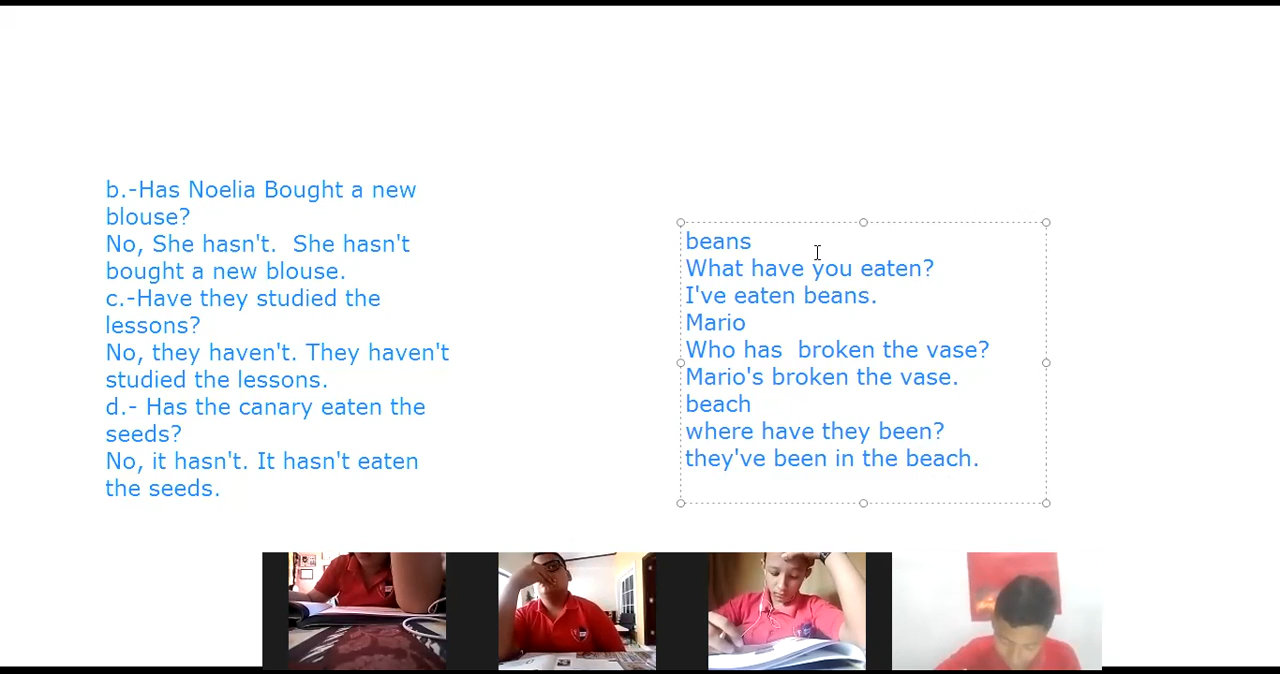 b.-Has Noelia Bought a new
blouse?
No, She hasn't.  She hasn't
bought a new blouse.
c.-Have they studied the
lessons?
No, they haven't. They haven't
studied the lessons.
d.- Has the canary eaten the
seeds?
No, it hasn't. It hasn't eaten
the seeds.
beans
What have you eaten?
I've eaten beans.
Mario
Who has  broken the vase?
Mario's broken the vase.
beach
where have they been?
they've been in the beach.